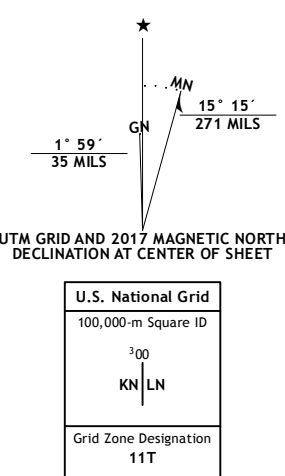 ★
MN
15° 15´
271 MILS
GN
1° 59´
35 MILS
UTM GRID AND 2017 MAGNETIC NORTH
DECLINATION AT CENTER OF SHEET
U.S. National Grid
100,000-m Square ID
³00
KN LN
Grid Zone Designation
11T